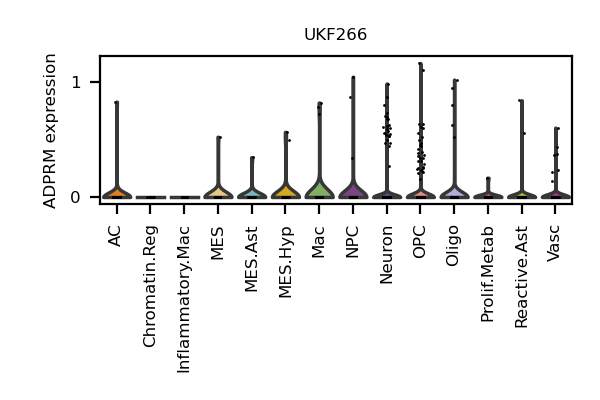 UKF266
ADPRM expression
1
0
AC
Chromatin.Reg
Inflammatory.Mac
MES
MES.Ast
MES.Hyp
Mac
NPC
Neuron
OPC
Oligo
Prolif.Metab
Reactive.Ast
Vasc